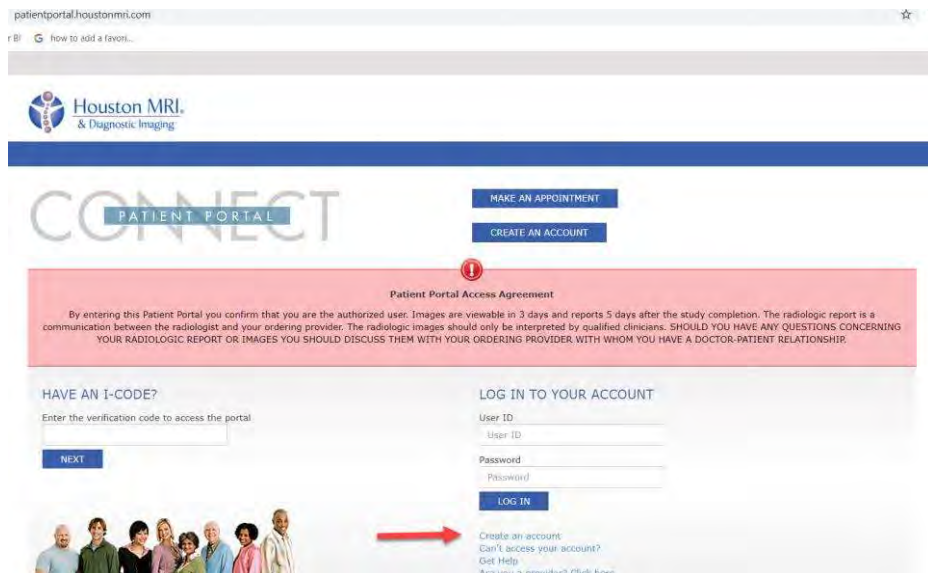 patientportal.houstonmri.com
G how to add a favori...
Houston MRI®
& Diagnostic Imaging
CONNECT
PATIENT PORTAL
MAKE AN APPOINTMENT
CREATE AN ACCOUNT
Patient Portal Access Agreement
By entering this Patient Portal you confirm that you are the authorized user. Images are viewable in 3 days and reports 5 days after the study completion. The radiologic report is a
communication between the radiologist and your ordering provider. The radiologic images should only be interpreted by qualified clinicians. SHOULD YOU HAVE ANY QUESTIONS CONCERNING
YOUR RADIOLOGIC REPORT OR IMAGES YOU SHOULD DISCUSS THEM WITH YOUR ORDERING PROVIDER WITH WHOM YOU HAVE A DOCTOR-PATIENT RELATIONSHIP.
HAVE AN I-CODE?
Enter the verification code to access the portal
NEXT
LOG IN TO YOUR ACCOUNT
User ID
User ID
Password
Password
LOG IN
Create an account
Can't access your account?
Get Help
Are you a provider? Click here